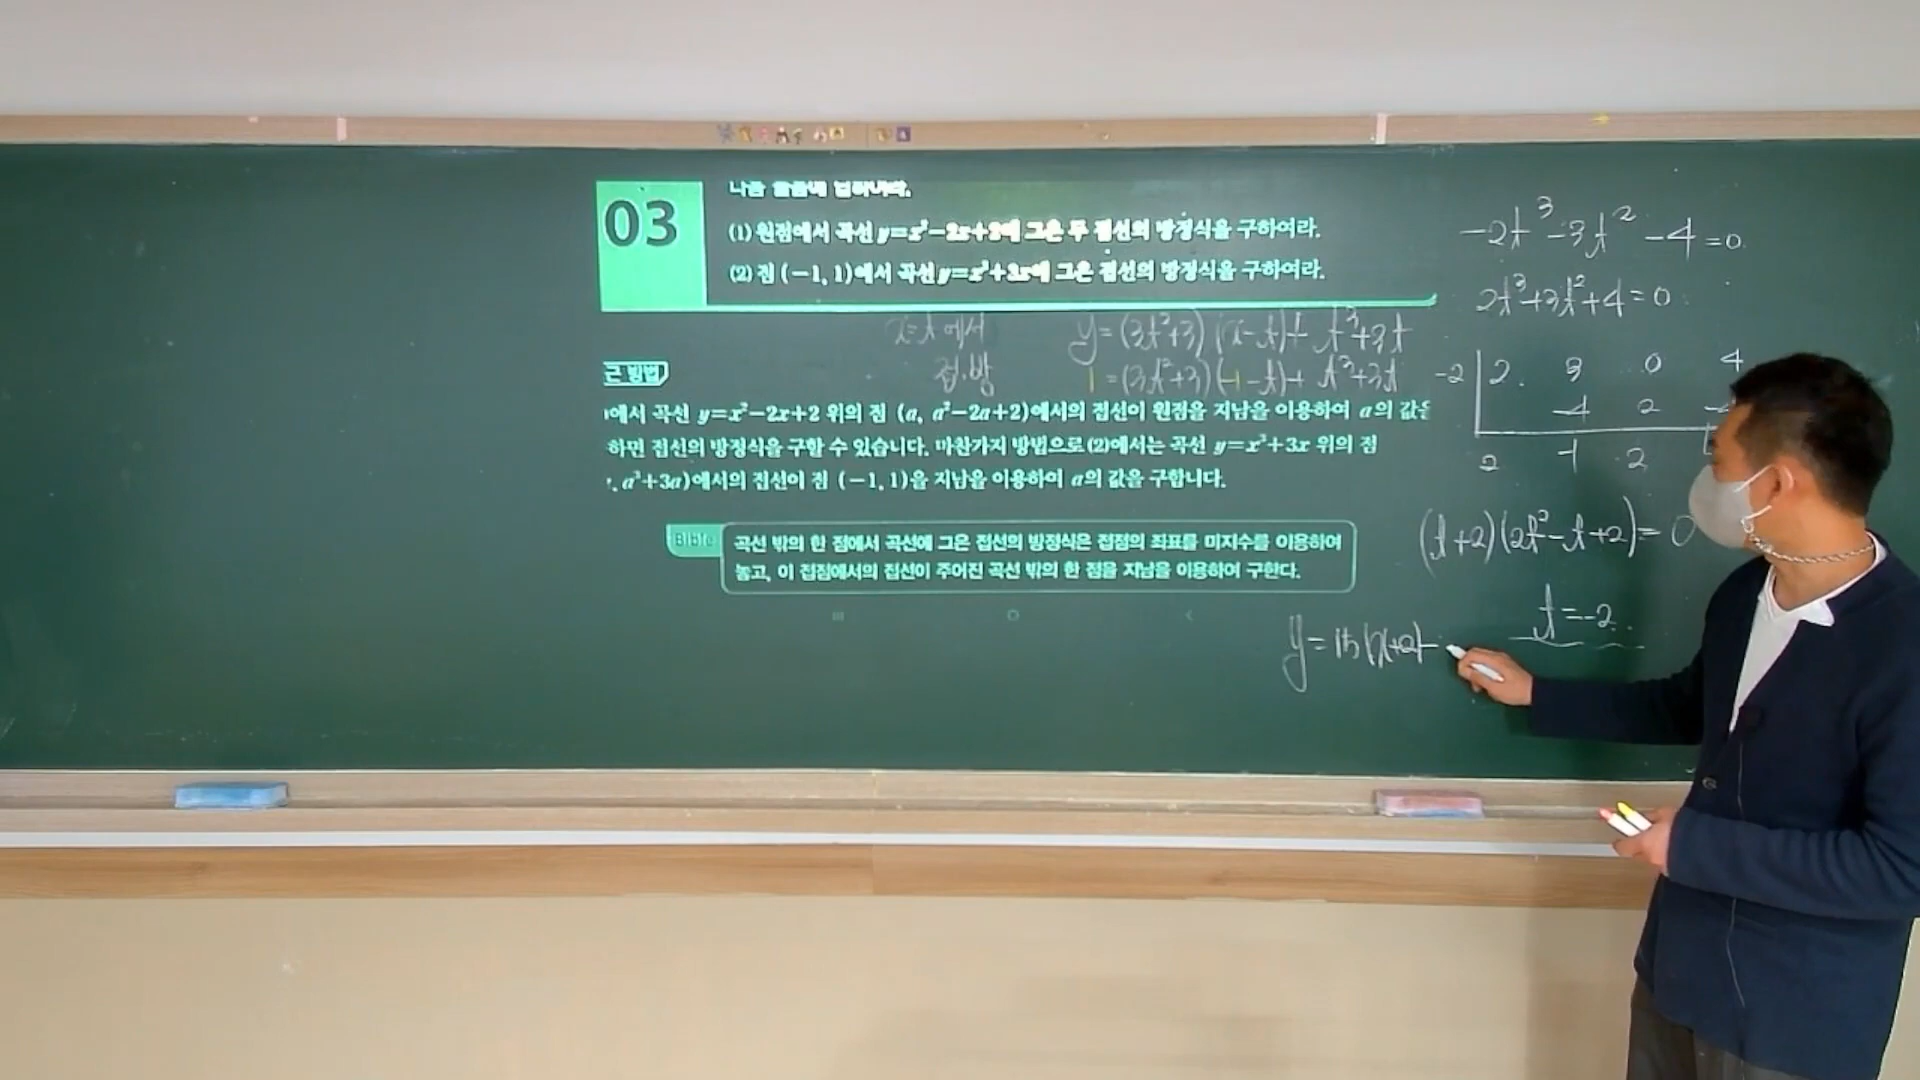 03
나음 물음에 답하여라.
(1) 원점에서 곡선 y=x²-2x+2에 그은 두 접선의 방정식을 구하여라.
(2) 점 (-1, 1)에서 곡선 y=x³+3x에 그은 접선의 방정식을 구하여라.
x=t에서
접.방
y=(3t²+3)(x-t)+t³+3t
1=(3t²+3)(-1-t)+t³+3t
근 방법
에서 곡선 y=x²-2x+2 위의 점 (a, a²-2a+2)에서의 접선이 원점을 지남을 이용하여 a의 값을
하면 접선의 방정식을 구할 수 있습니다. 마찬가지 방법으로 (2)에서는 곡선 y=x³+3x 위의 점
, a³+3a)에서의 접선이 점 (-1, 1)을 지남을 이용하여 a의 값을 구합니다.
Bible
곡선 밖의 한 점에서 곡선에 그은 접선의 방정식은 접점의 좌표를 미지수를 이용하여
놓고, 이 접점에서의 접선이 주어진 곡선 밖의 한 점을 지남을 이용하여 구한다.
-2t³-3t²-4=0
2t³+3t²+4=0
-2 2 3 0 4
-4 2
2 -1 2
(t+2)(2t²-t+2)=0
t=-2
y=15(x+2)-